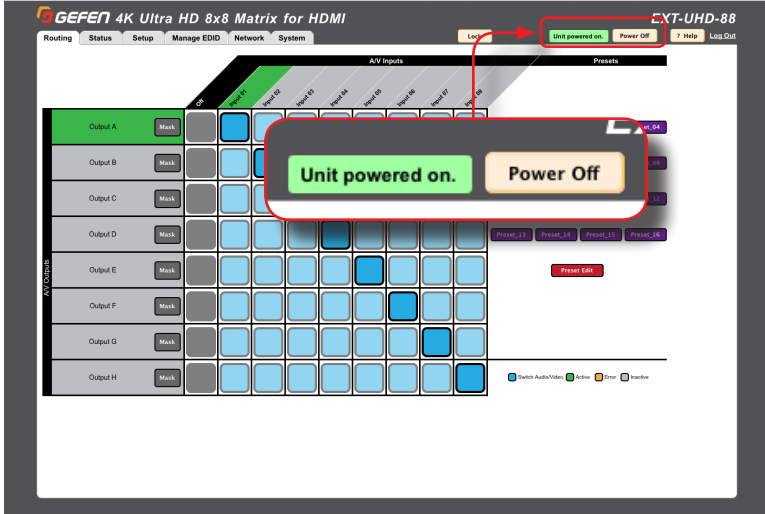 GEFEN 4K Ultra HD 8x8 Matrix for HDMI
EXT-UHD-88
Routing Status Setup Manage EDID Network System
Lock
Unit powered on. Power Off ? Help Log Out
A/V Inputs
Presets
Off Input 01 Input 02 Input 03 Input 04 Input 05 Input 06 Input 07 Input 08
Output A Mask
Output B Mask
Unit powered on. Power Off
Output C Mask
Output D Mask
Preset_13 Preset_14 Preset_15 Preset_16
A/V Outputs
Output E Mask
Preset Edit
Output F Mask
Output G Mask
Output H Mask
Switch Audio/Video Active Error Inactive